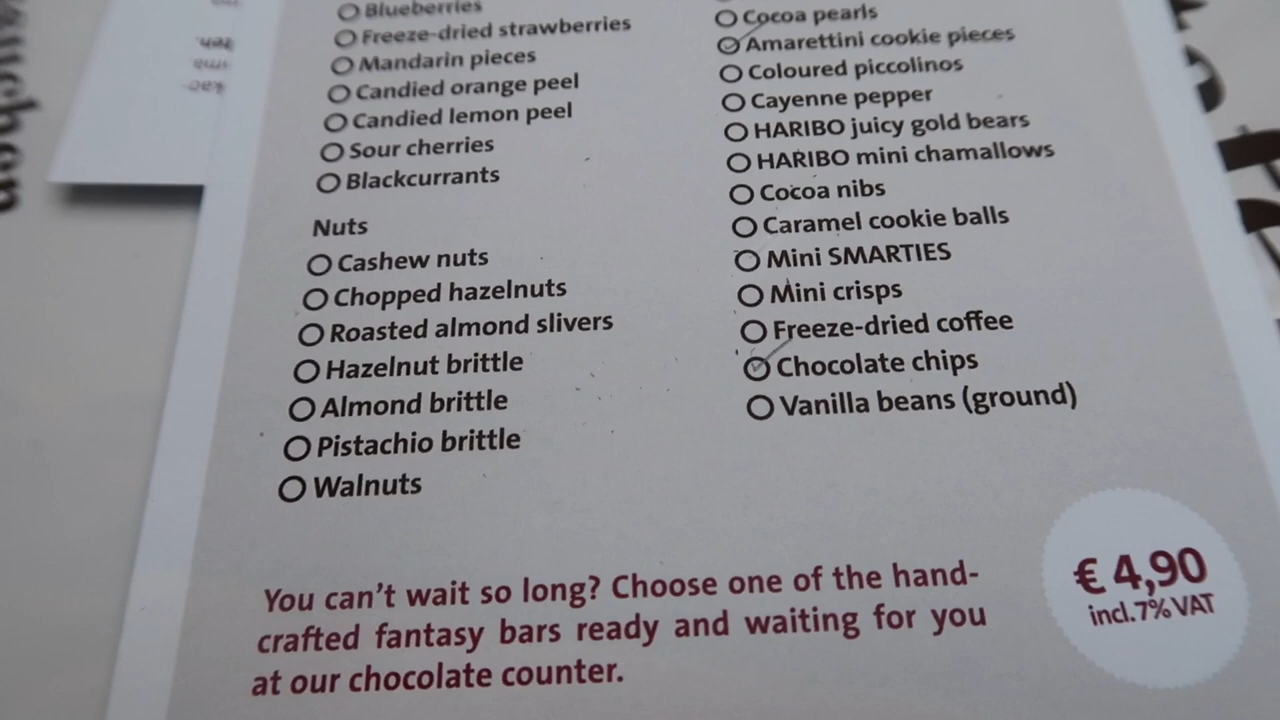 Blueberries
Freeze-dried strawberries
Mandarin pieces
Candied orange peel
Candied lemon peel
Sour cherries
Blackcurrants
Nuts
Cashew nuts
Chopped hazelnuts
Roasted almond slivers
Hazelnut brittle
Almond brittle
Pistachio brittle
Walnuts
Cocoa pearls
Amarettini cookie pieces
Coloured piccolinos
Cayenne pepper
HARIBO juicy gold bears
HARIBO mini chamallows
Cocoa nibs
Caramel cookie balls
Mini SMARTIES
Mini crisps
Freeze-dried coffee
Chocolate chips
Vanilla beans (ground)
You can't wait so long? Choose one of the hand-
crafted fantasy bars ready and waiting for you
at our chocolate counter.
€ 4,90
incl. 7% VAT